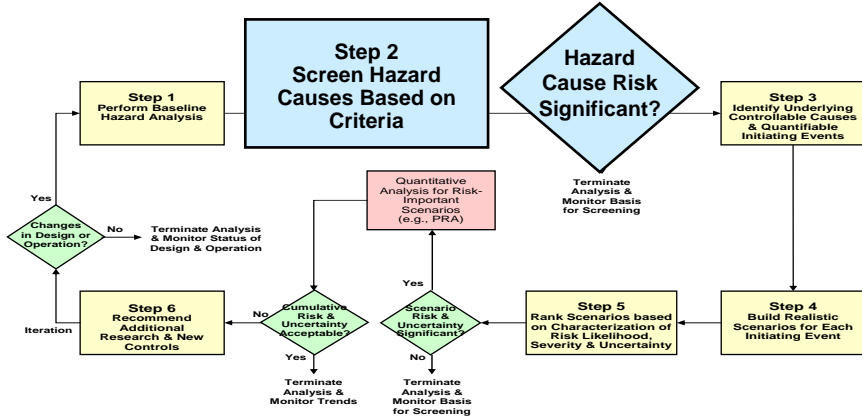 Step 1
Perform Baseline
Hazard Analysis
Step 2
Screen Hazard
Causes Based on
Criteria
Hazard
Cause Risk
Significant?
Step 3
Identify Underlying
Controllable Causes
& Quantifiable
Initiating Events
Terminate
Analysis &
Monitor Basis
for Screening
Quantitative
Analysis for Risk-
Important
Scenarios
(e.g., PRA)
Yes
Changes
in Design or
Operation?
No
Terminate Analysis
& Monitor Status of
Design & Operation
Iteration
Step 6
Recommend
Additional
Research & New
Controls
No
Cumulative
Risk &
Uncertainty
Acceptable?
Yes
Terminate
Analysis &
Monitor Trends
Yes
Scenario
Risk &
Uncertainty
Significant?
No
Terminate
Analysis &
Monitor Basis
for Screening
Step 5
Rank Scenarios based
on Characterization of
Risk Likelihood,
Severity & Uncertainty
Step 4
Build Realistic
Scenarios for Each
Initiating Event